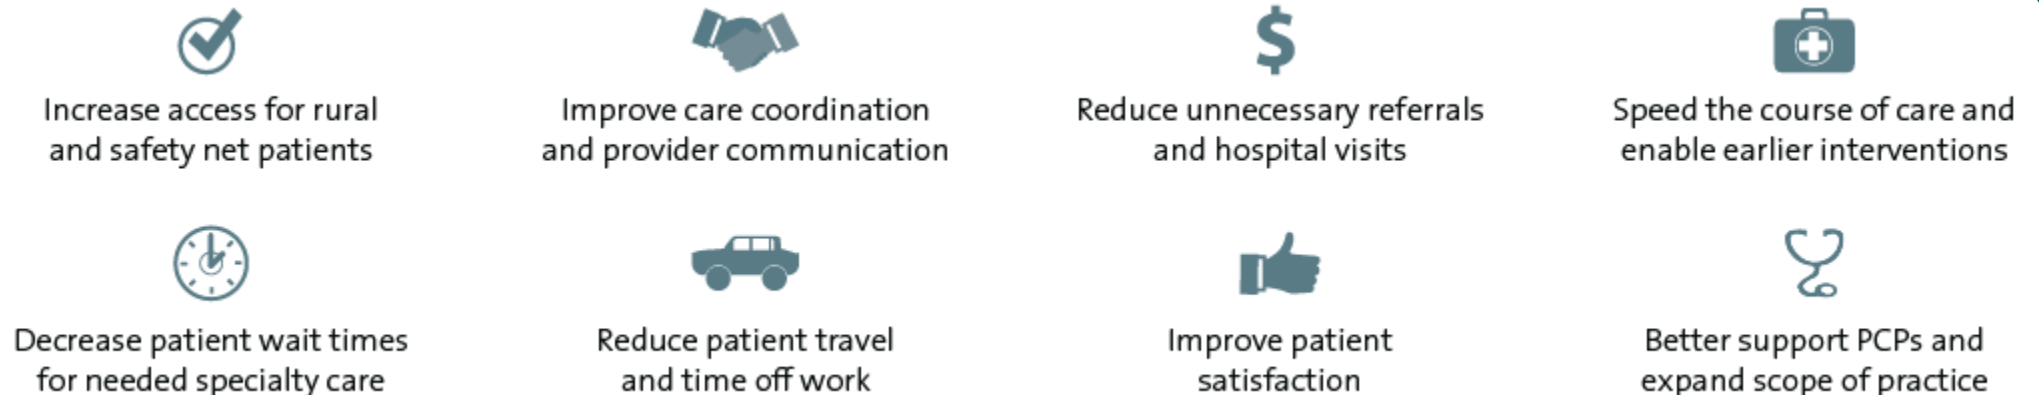 Increase access for rural
and safety net patients
Improve care coordination
and provider communication
Reduce unnecessary referrals
and hospital visits
Speed the course of care and
enable earlier interventions
Decrease patient wait times
for needed specialty care
Reduce patient travel
and time off work
Improve patient
satisfaction
Better support PCPs and
expand scope of practice